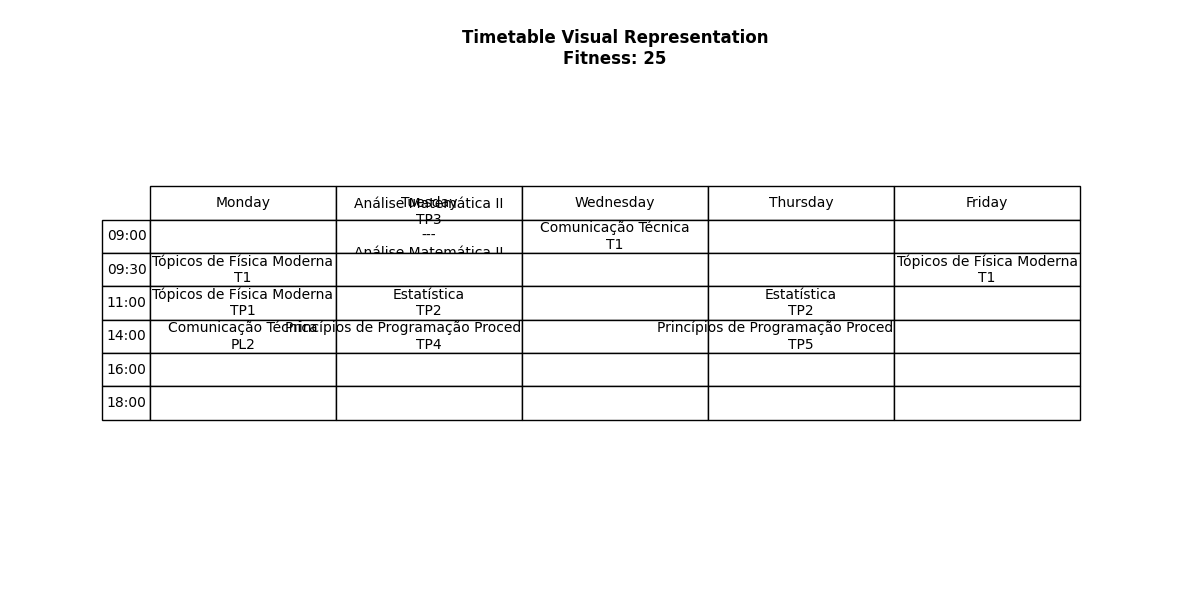 Timetable Visual Representation
Fitness: 25
Monday
Tuesday
Wednesday
Thursday
Friday
09:00
Análise Matemática II
TP3
---
Análise Matemática II
Comunicação Técnica
T1
09:30
Tópicos de Física Moderna
T1
Tópicos de Física Moderna
T1
11:00
Tópicos de Física Moderna
TP1
Estatística
TP2
Estatística
TP2
14:00
Comunicação Técnica
PL2
Princípios de Programação Proced
TP4
Princípios de Programação Proced
TP5
16:00
18:00